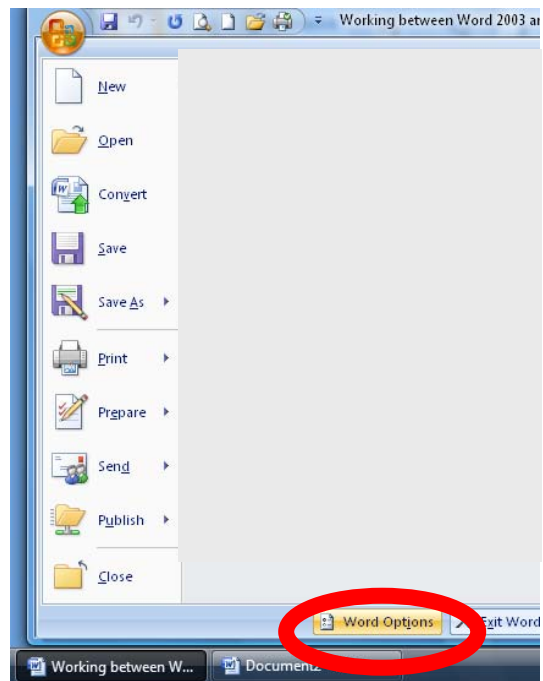 Working between Word 2003 an
New
Open
Convert
Save
Save As
Print
Prepare
Send
Publish
Close
Word Options
Exit Word
Working between W...
Document2